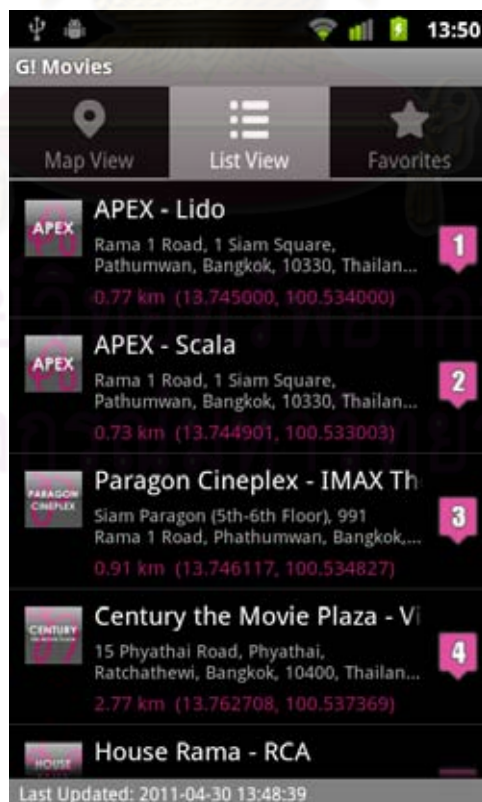 13:50
G! Movies
Map View
List View
Favorites
APEX
APEX - Lido
Rama 1 Road, 1 Siam Square,
Pathumwan, Bangkok, 10330, Thailan...
0.77 km (13.745000, 100.534000)
1
APEX
APEX - Scala
Rama 1 Road, 1 Siam Square,
Pathumwan, Bangkok, 10330, Thailan...
0.73 km (13.744901, 100.533003)
2
PARAGON
CINEPLEX
Paragon Cineplex - IMAX Th
Siam Paragon (5th-6th Floor), 991
Rama 1 Road, Phathumwan, Bangkok,...
0.91 km (13.746117, 100.534827)
3
CENTURY
THE MOVIE PLAZA
Century the Movie Plaza - Vi
15 Phyathai Road, Phyathai,
Ratchathewi, Bangkok, 10400, Thailan...
2.77 km (13.762708, 100.537369)
4
HOUSE
House Rama - RCA
Last Updated: 2011-04-30 13:48:39